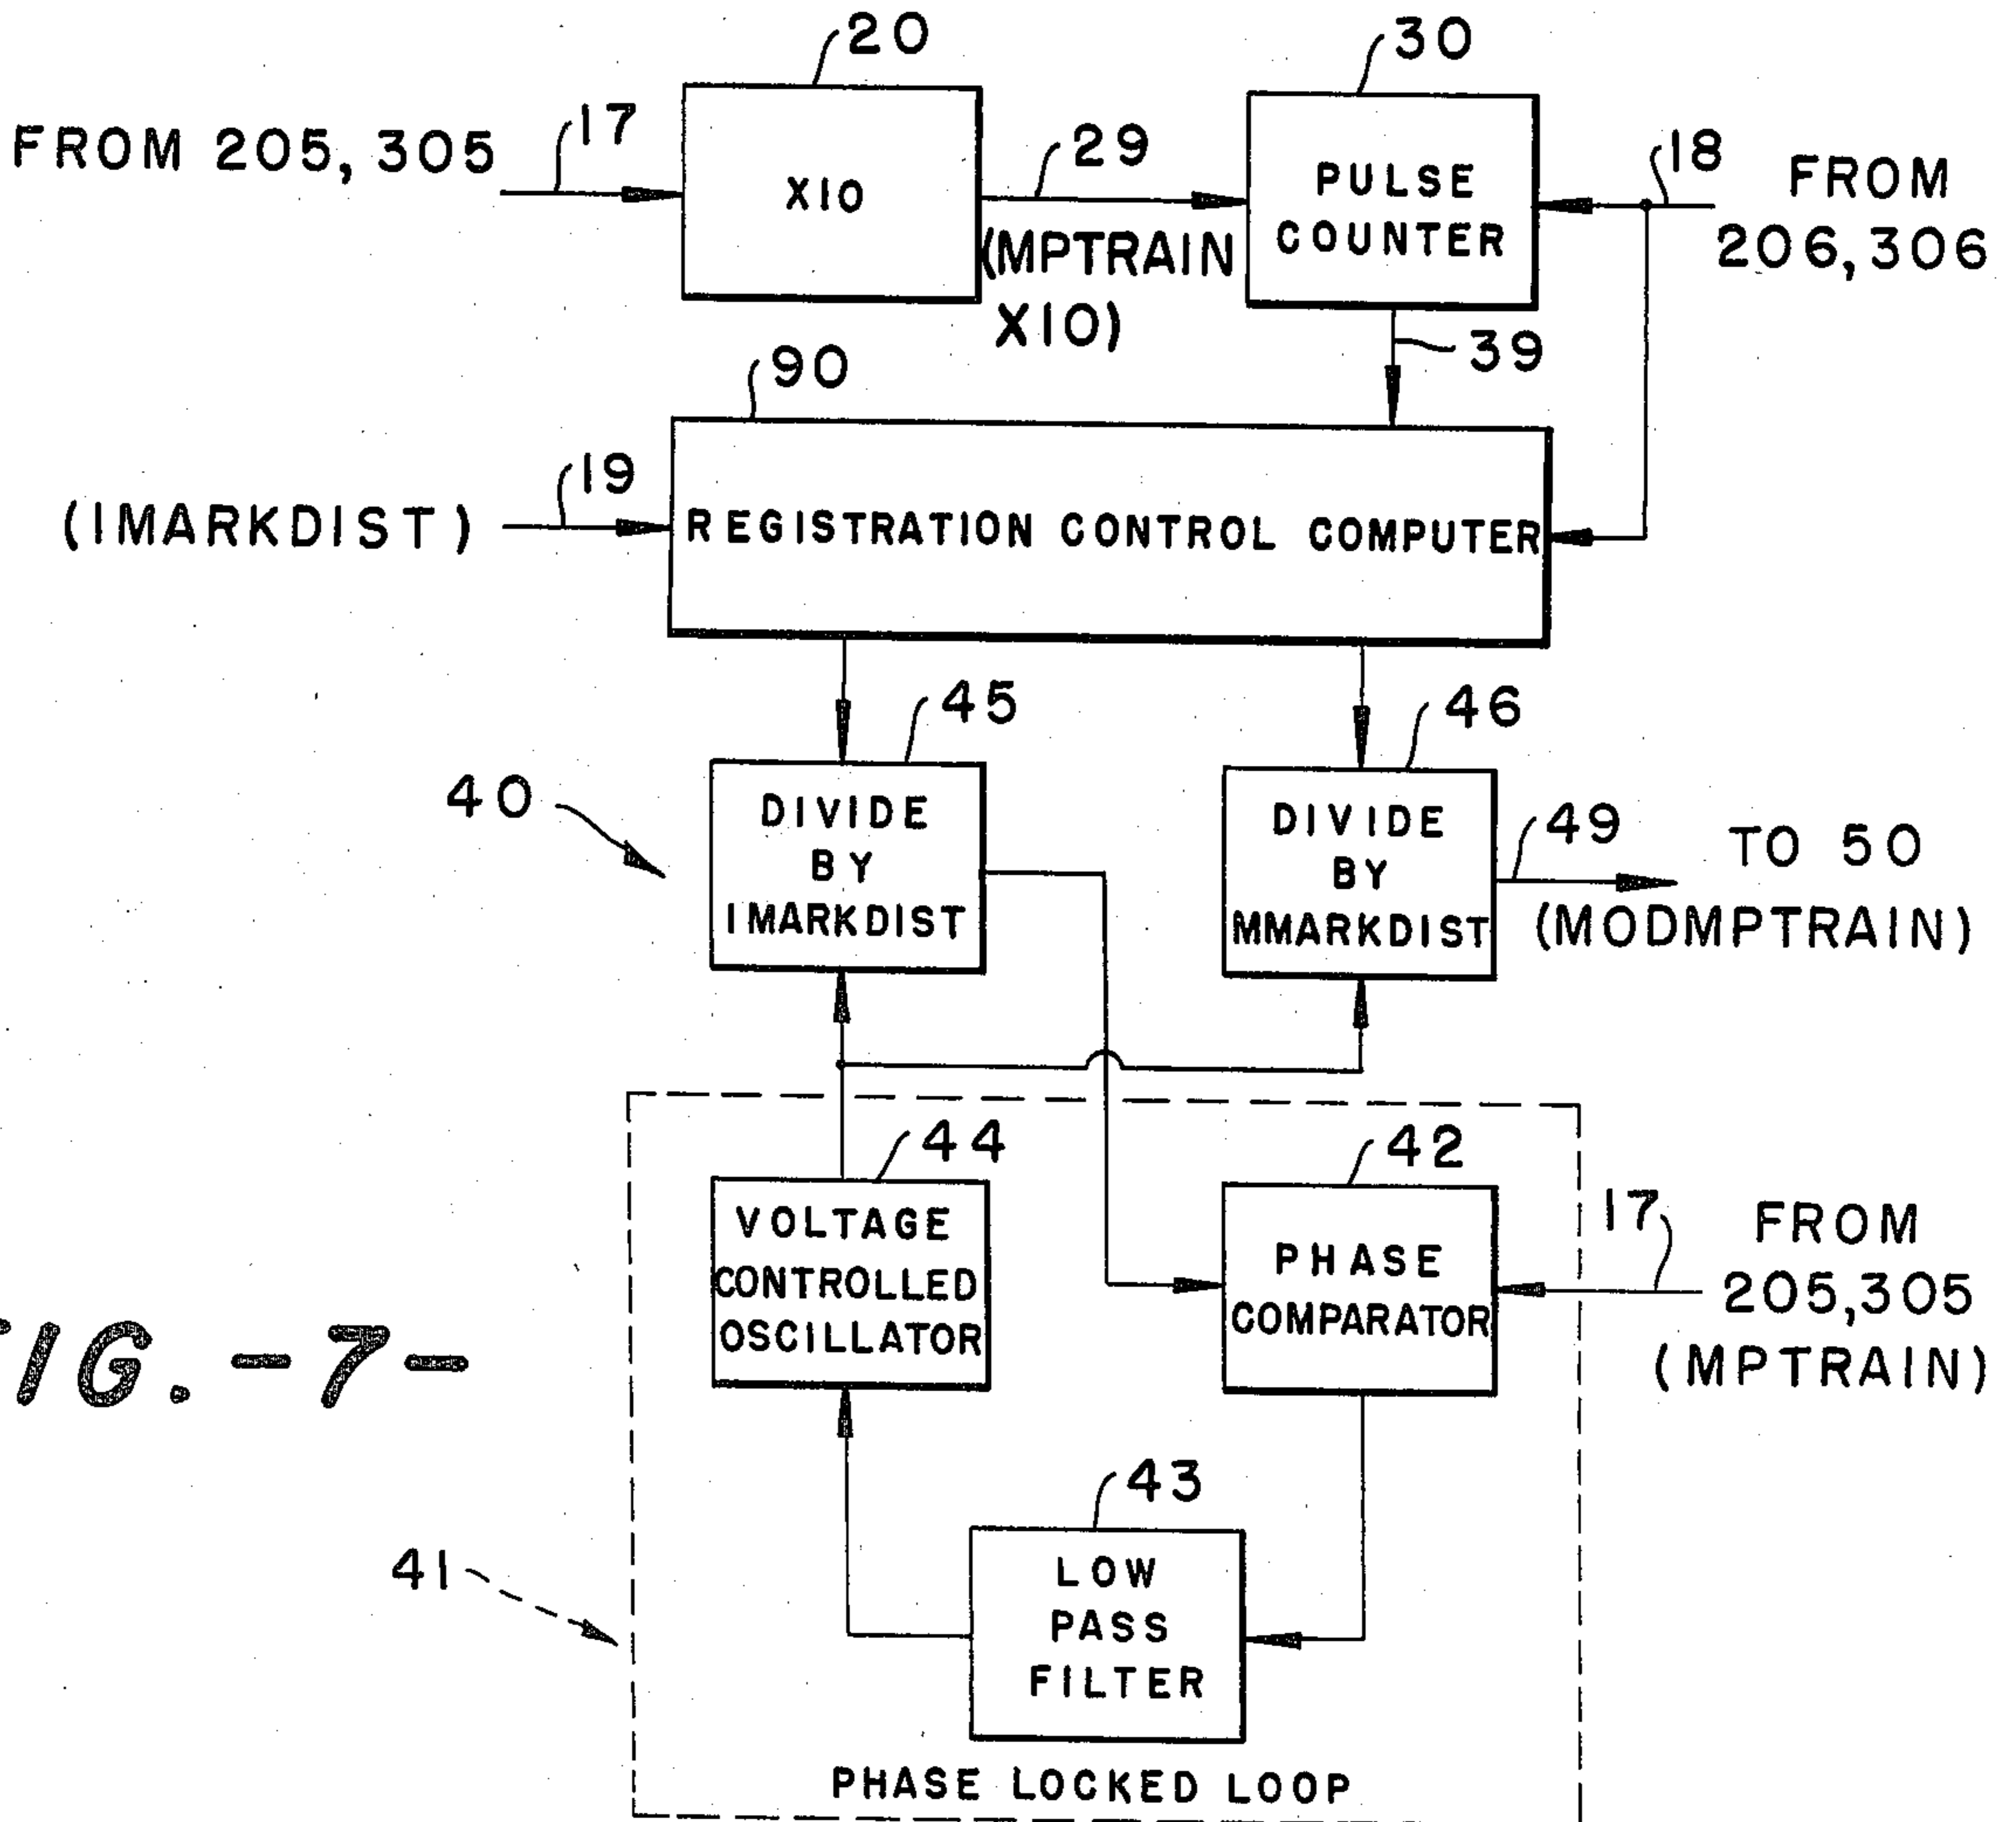 20
30
FROM 205, 305
17
X10
29
(MPTRAIN
X10)
PULSE
COUNTER
18
FROM
206, 306
39
90
(IMARKDIST)
19
REGISTRATION CONTROL COMPUTER
40
45
DIVIDE
BY
IMARKDIST
46
DIVIDE
BY
MMARKDIST
49
TO 50
(MODMPTRAIN)
44
VOLTAGE
CONTROLLED
OSCILLATOR
42
PHASE
COMPARATOR
17
FROM
205,305
(MPTRAIN)
FIG. -7-
41
43
LOW
PASS
FILTER
PHASE LOCKED LOOP